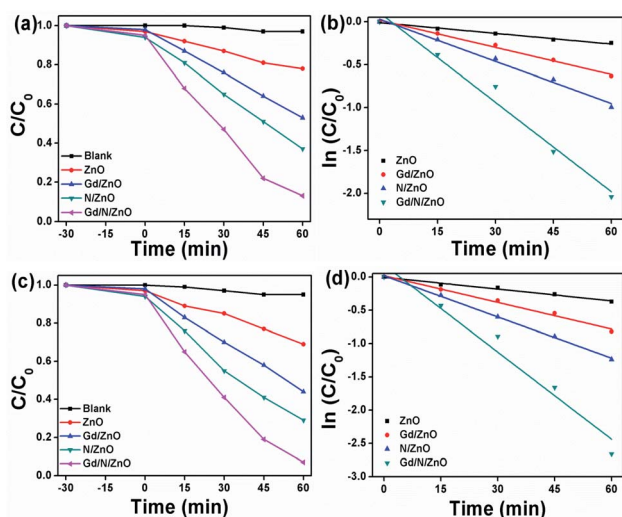 (a)
1.0
0.8
0.6
0.4
0.2
0.0
C/C0
Blank
ZnO
Gd/ZnO
N/ZnO
Gd/N/ZnO
-30
-15
0
15
30
45
60
Time (min)
(b)
0.0
-0.5
-1.0
-1.5
-2.0
ln (C/C0)
ZnO
Gd/ZnO
N/ZnO
Gd/N/ZnO
0
15
30
45
60
Time (min)
(c)
1.0
0.8
0.6
0.4
0.2
0.0
C/C0
Blank
ZnO
Gd/ZnO
N/ZnO
Gd/N/ZnO
-30
-15
0
15
30
45
60
Time (min)
(d)
0.0
-0.5
-1.0
-1.5
-2.0
-2.5
-3.0
ln (C/C0)
ZnO
Gd/ZnO
N/ZnO
Gd/N/ZnO
0
15
30
45
60
Time (min)